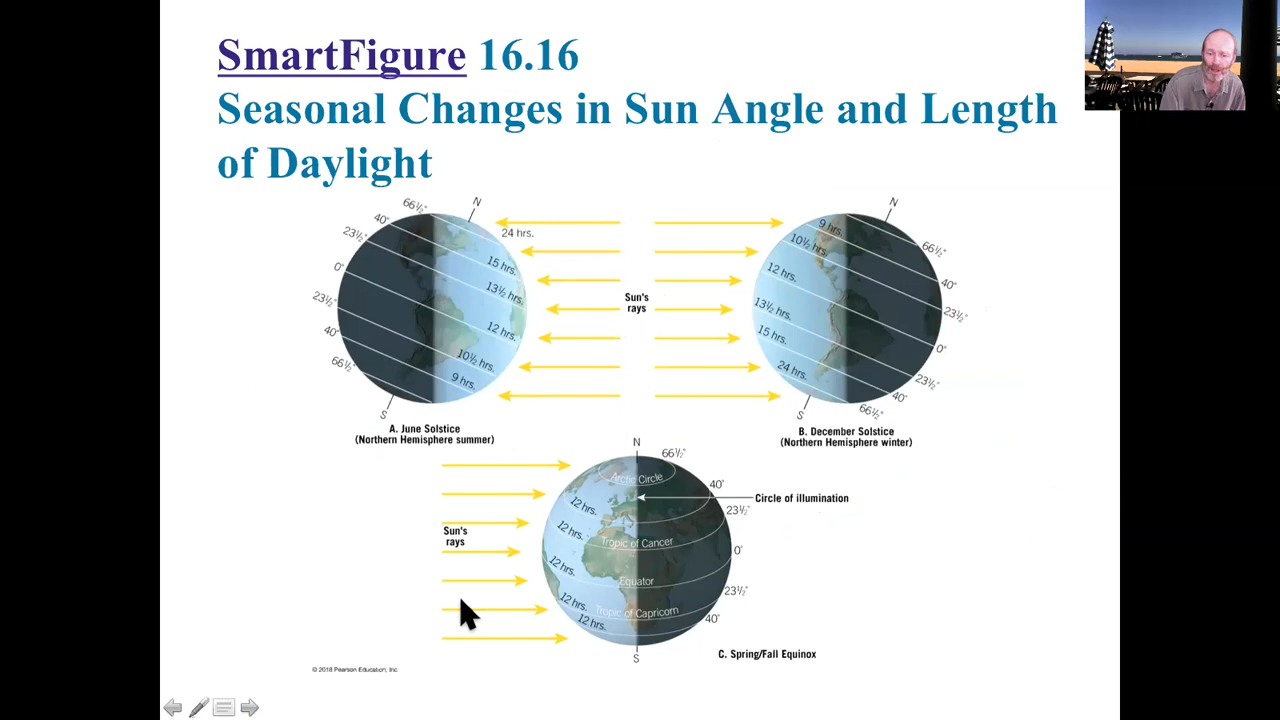 SmartFigure 16.16
Seasonal Changes in Sun Angle and Length
of Daylight
N
66½°
40°
23½°
0°
23½°
40°
66½°
S
24 hrs.
15 hrs.
13½ hrs.
12 hrs.
10½ hrs.
9 hrs.
A. June Solstice
(Northern Hemisphere summer)
Sun's
rays
N
9 hrs.
10½ hrs.
12 hrs.
13½ hrs.
15 hrs.
24 hrs.
66½°
40°
23½°
0°
23½°
40°
66½°
S
B. December Solstice
(Northern Hemisphere winter)
Sun's
rays
N
66½°
Arctic Circle
40°
Circle of illumination
12 hrs.
23½°
12 hrs.
Tropic of Cancer
0°
12 hrs.
Equator
23½°
12 hrs.
Tropic of Capricorn
12 hrs.
40°
S
C. Spring/Fall Equinox
© 2018 Pearson Education, Inc.